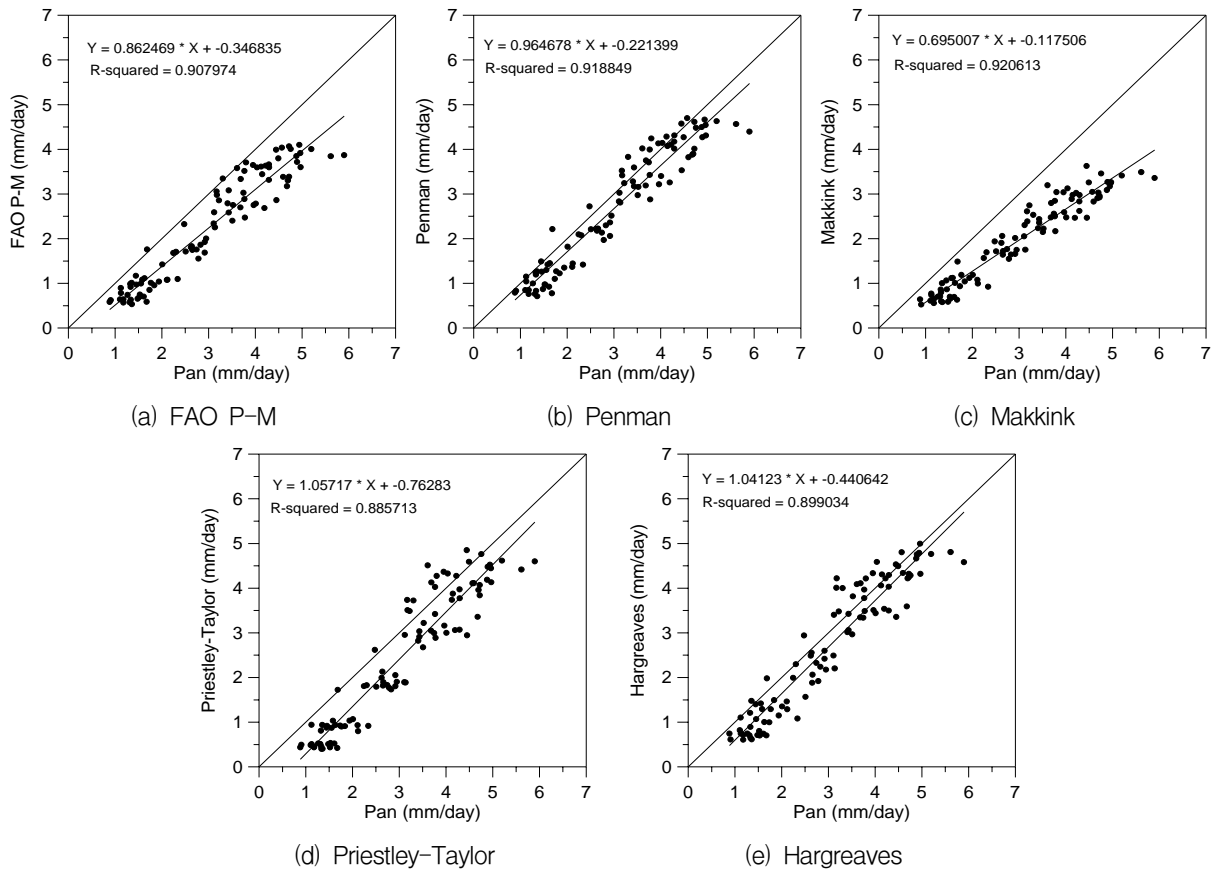 Y = 0.862469 * X + -0.346835
R-squared = 0.907974
7
6
5
4
3
2
1
0
FAO P-M (mm/day)
0 1 2 3 4 5 6 7
Pan (mm/day)
(a) FAO P-M
Y = 0.964678 * X + -0.221399
R-squared = 0.918849
7
6
5
4
3
2
1
0
Penman (mm/day)
0 1 2 3 4 5 6 7
Pan (mm/day)
(b) Penman
Y = 0.695007 * X + -0.117506
R-squared = 0.920613
7
6
5
4
3
2
1
0
Makkink (mm/day)
0 1 2 3 4 5 6 7
Pan (mm/day)
(c) Makkink
Y = 1.05717 * X + -0.76283
R-squared = 0.885713
7
6
5
4
3
2
1
0
Priestley-Taylor (mm/day)
0 1 2 3 4 5 6 7
Pan (mm/day)
(d) Priestley-Taylor
Y = 1.04123 * X + -0.440642
R-squared = 0.899034
7
6
5
4
3
2
1
0
Hargreaves (mm/day)
0 1 2 3 4 5 6 7
Pan (mm/day)
(e) Hargreaves